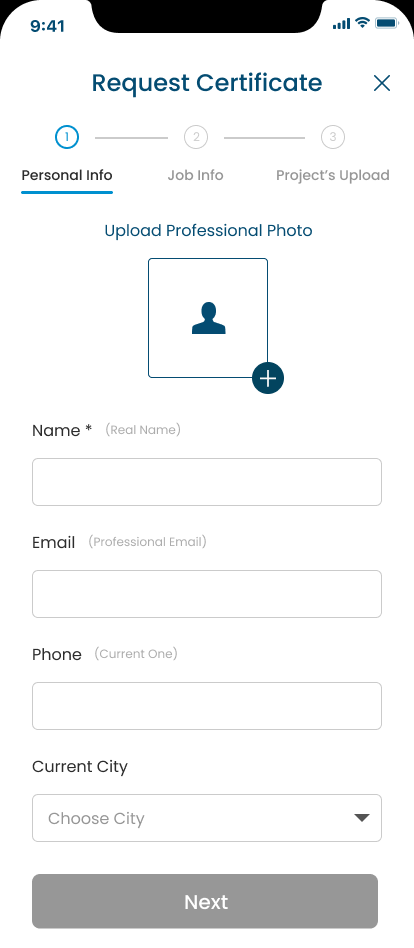 9:41
Request Certificate
1 2 3
Personal Info Job Info Project's Upload
Upload Professional Photo
Name * (Real Name)
Email (Professional Email)
Phone (Current One)
Current City
Choose City
Next